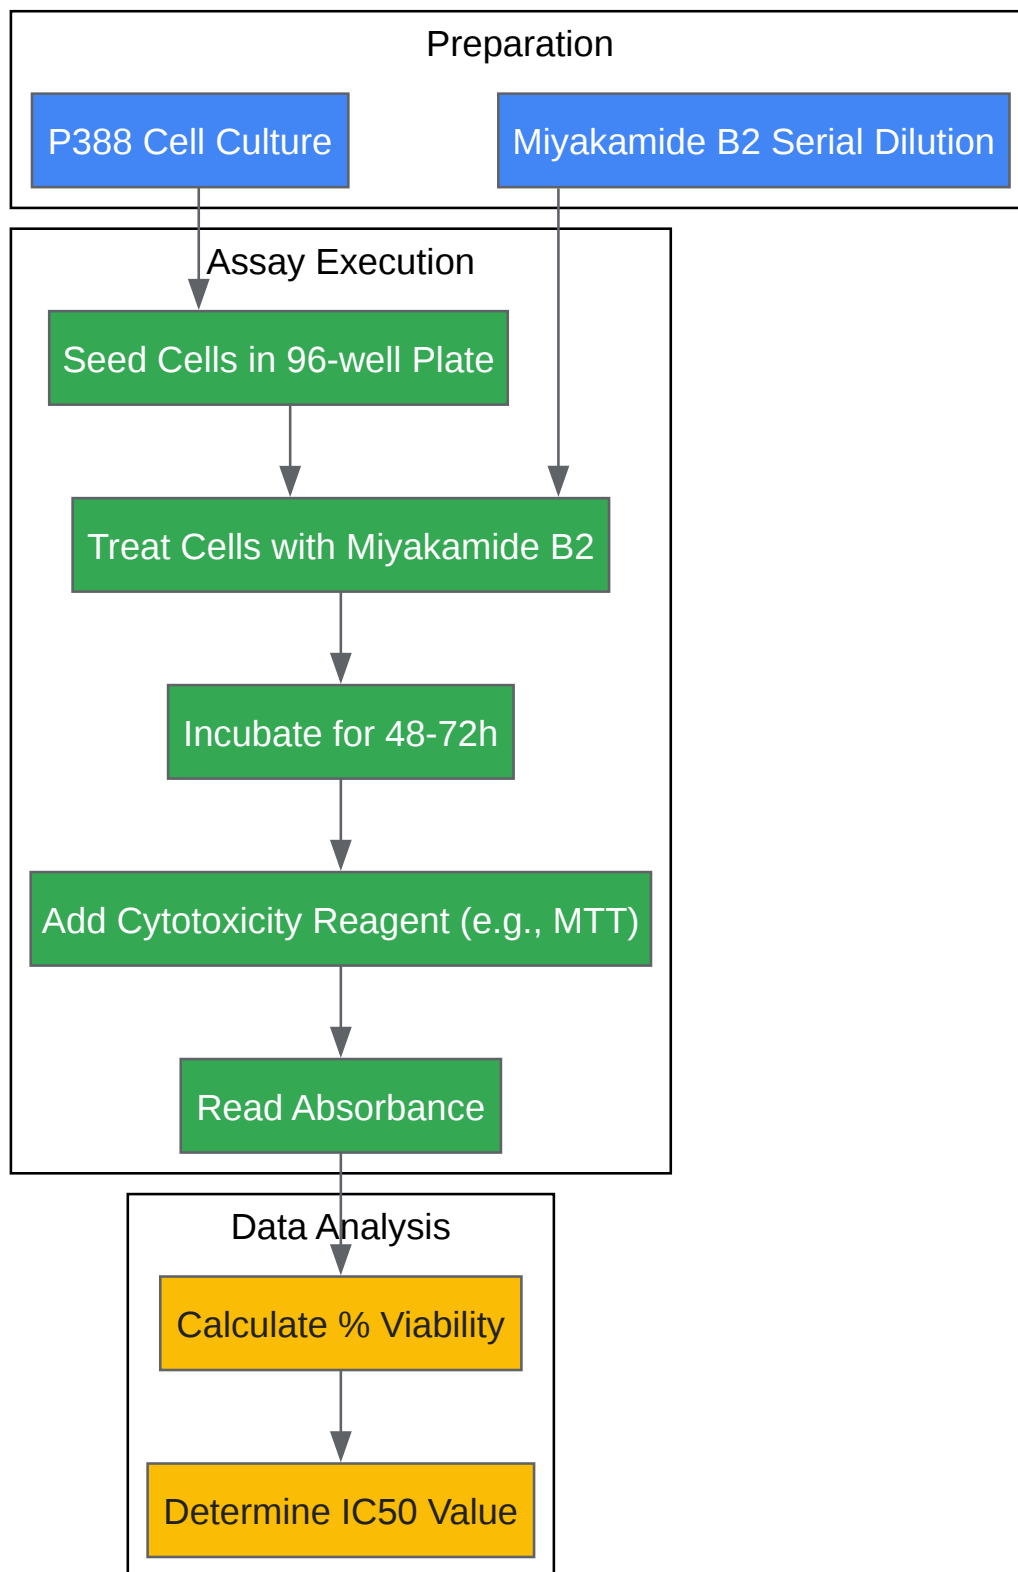 Preparation
P388 Cell Culture
Miyakamide B2 Serial Dilution
Assay Execution
Seed Cells in 96-well Plate
Treat Cells with Miyakamide B2
Incubate for 48-72h
Add Cytotoxicity Reagent (e.g., MTT)
Read Absorbance
Data Analysis
Calculate % Viability
Determine IC50 Value